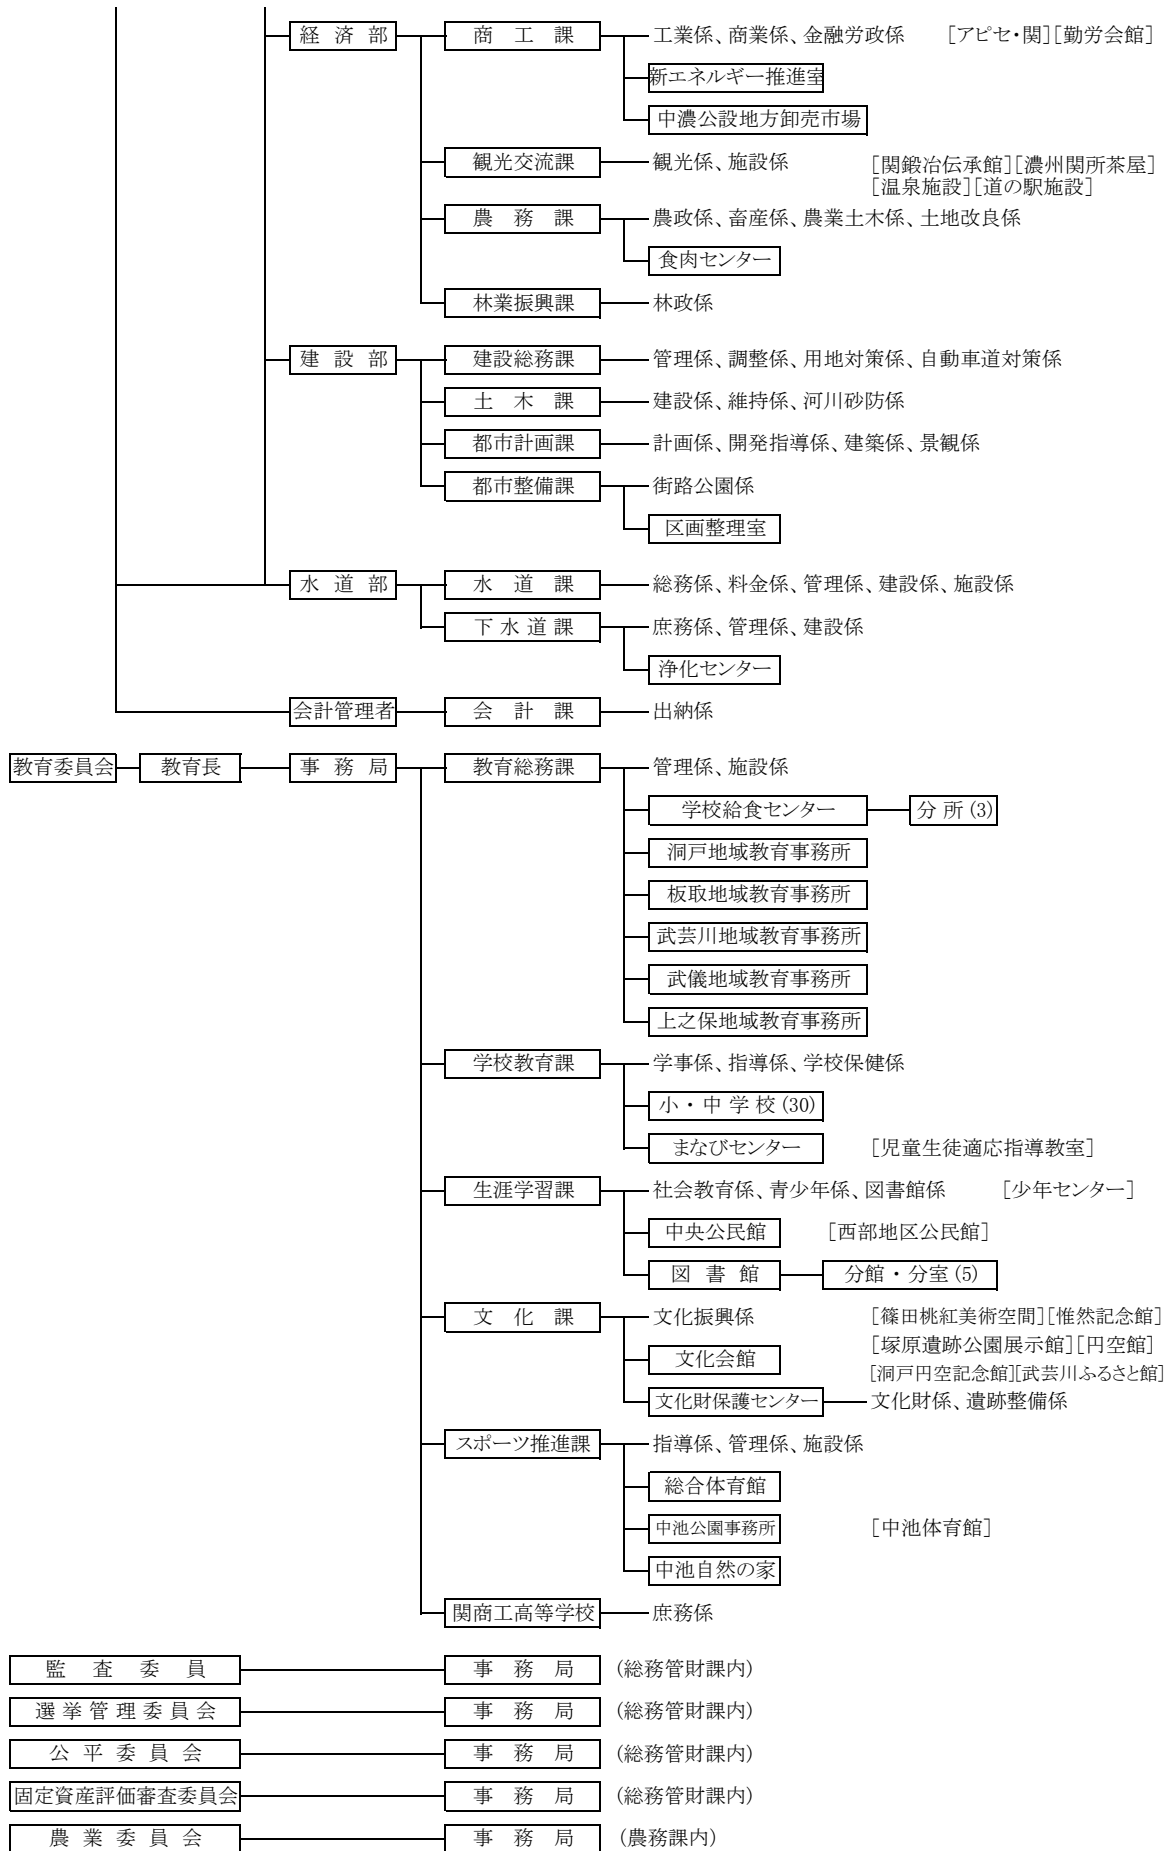 経済部 商工課 工業係、商業係、金融労政係 [アピセ・関][勤労会館]
新エネルギー推進室
中濃公設地方卸売市場
観光交流課 観光係、施設係 [関鍛冶伝承館][濃州関所茶屋]
[温泉施設][道の駅施設]
農務課 農政係、畜産係、農業土木係、土地改良係
食肉センター
林業振興課 林政係
建設部 建設総務課 管理係、調整係、用地対策係、自動車道対策係
土木課 建設係、維持係、河川砂防係
都市計画課 計画係、開発指導係、建築係、景観係
都市整備課 街路公園係
区画整理室
水道部 水道課 総務係、料金係、管理係、建設係、施設係
下水道課 庶務係、管理係、建設係
浄化センター
会計管理者 会計課 出納係
教育委員会 教育長 事務局 教育総務課 管理係、施設係
学校給食センター 分所(3)
洞戸地域教育事務所
板取地域教育事務所
武芸川地域教育事務所
武儀地域教育事務所
上之保地域教育事務所
学校教育課 学事係、指導係、学校保健係
小・中学校(30)
まなびセンター [児童生徒適応指導教室]
生涯学習課 社会教育係、青少年係、図書館係 [少年センター]
中央公民館 [西部地区公民館]
図書館 分館・分室(5)
文化課 文化振興係 [篠田桃紅美術空間][惟然記念館]
文化会館 [塚原遺跡公園展示館][円空館]
[洞戸円空記念館][武芸川ふるさと館]
文化財保護センター 文化財係、遺跡整備係
スポーツ推進課 指導係、管理係、施設係
総合体育館
中池公園事務所 [中池体育館]
中池自然の家
関商工高等学校 庶務係
監査委員 事務局 (総務管財課内)
選挙管理委員会 事務局 (総務管財課内)
公平委員会 事務局 (総務管財課内)
固定資産評価審査委員会 事務局 (総務管財課内)
農業委員会 事務局 (農務課内)